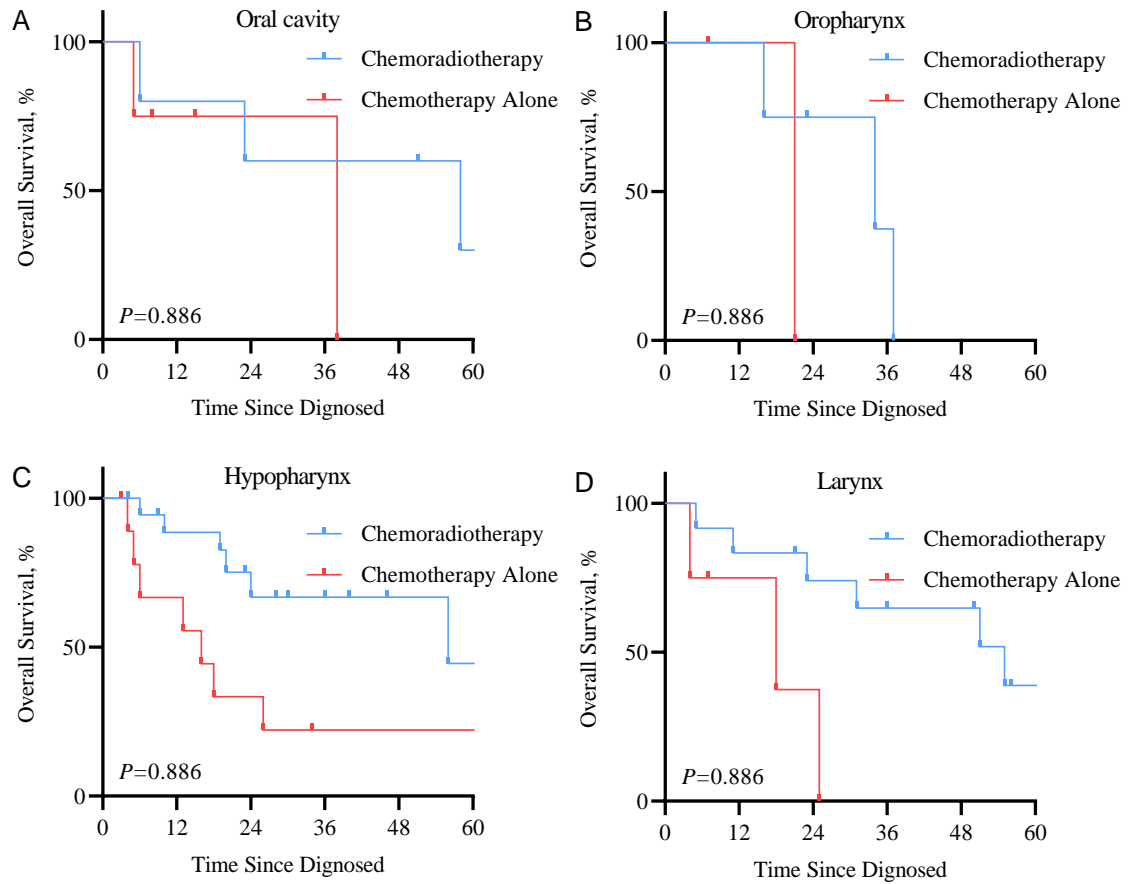 A
Oral cavity
Chemoradiotherapy
Chemotherapy Alone
Overall Survival, %
100
50
0
P=0.886
0 12 24 36 48 60
Time Since Dignosed
B
Oropharynx
Chemoradiotherapy
Chemotherapy Alone
Overall Survival, %
100
50
0
P=0.886
0 12 24 36 48 60
Time Since Dignosed
C
Hypopharynx
Chemoradiotherapy
Chemotherapy Alone
Overall Survival, %
100
50
0
P=0.886
0 12 24 36 48 60
Time Since Dignosed
D
Larynx
Chemoradiotherapy
Chemotherapy Alone
Overall Survival, %
100
50
0
P=0.886
0 12 24 36 48 60
Time Since Dignosed